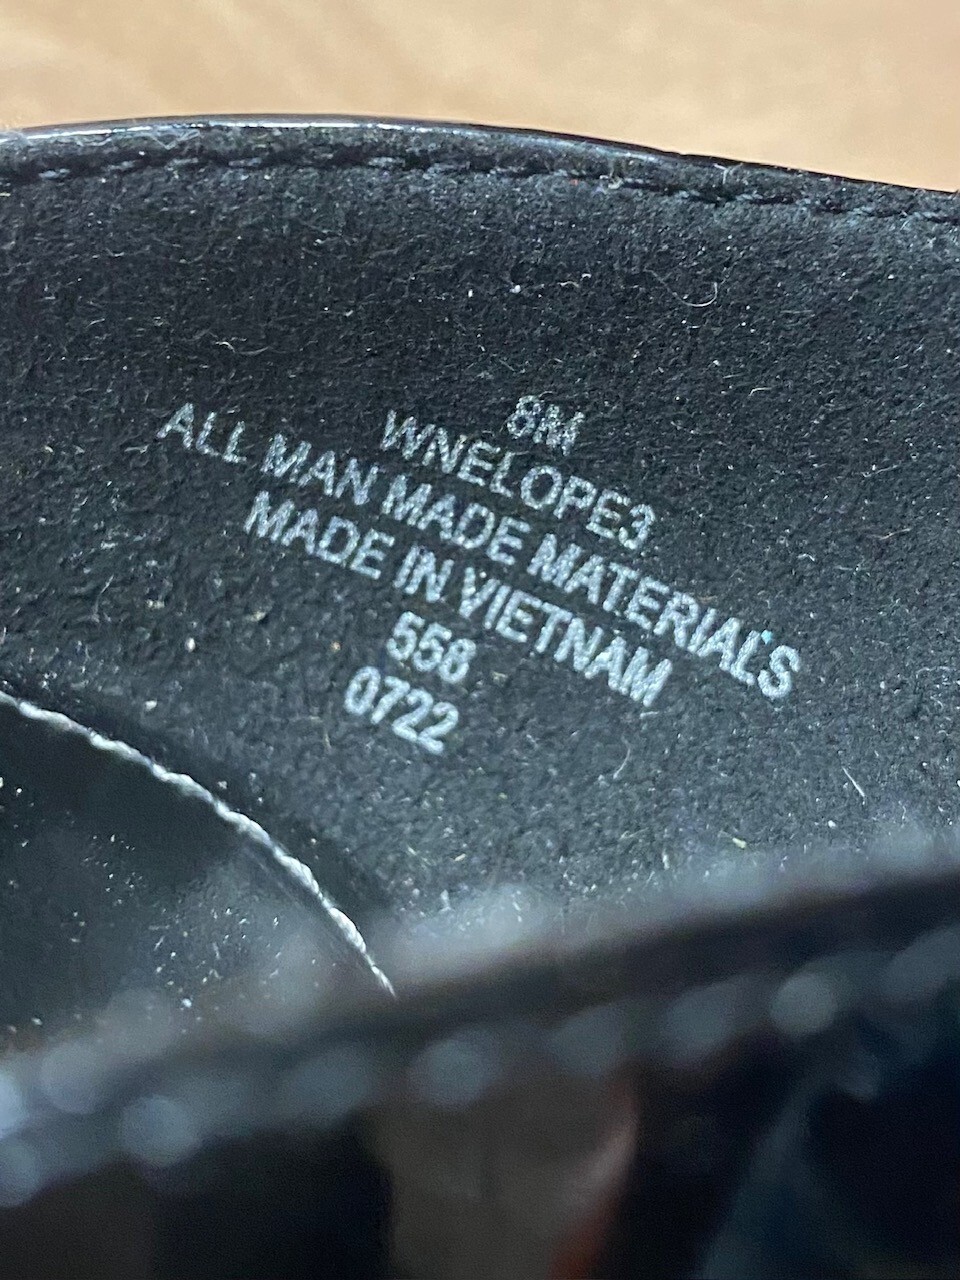 8M
WNELOPE3
ALL MAN MADE MATERIALS
MADE IN VIETNAM
558
0722